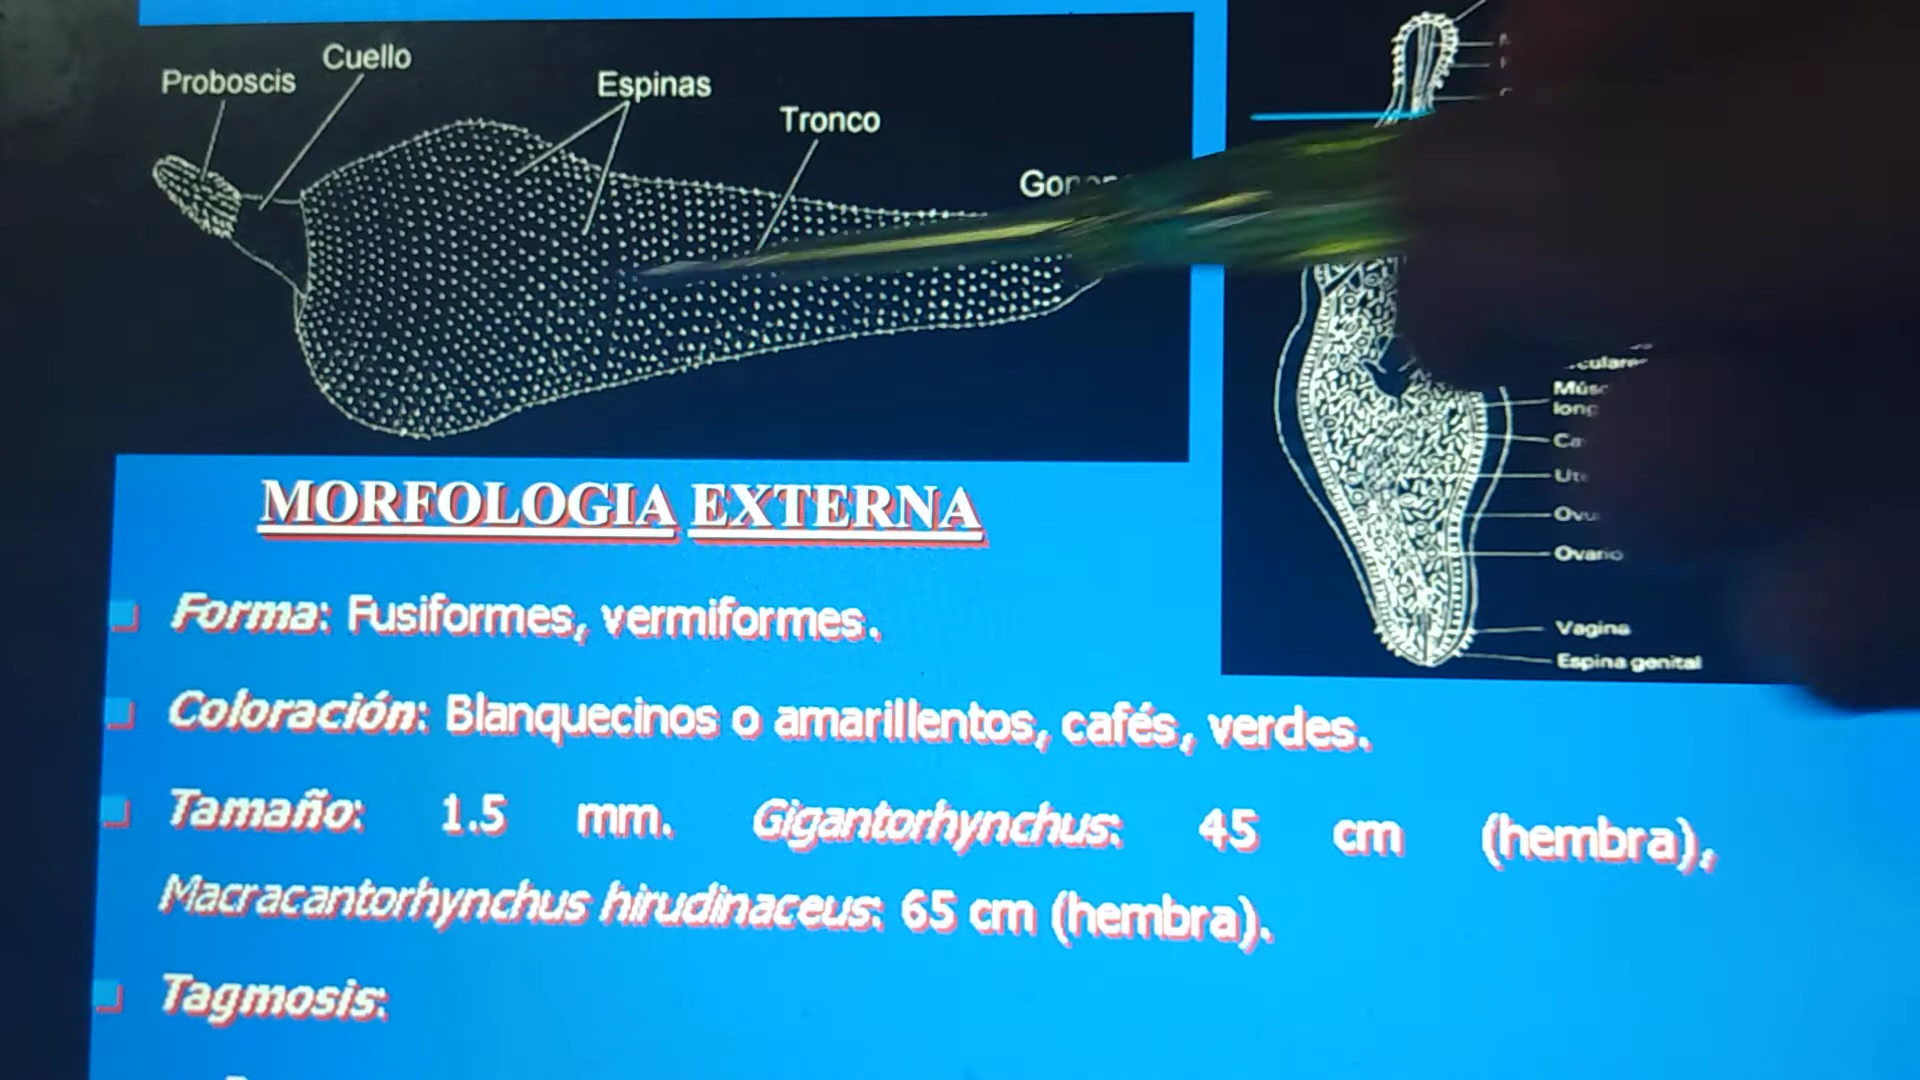 Proboscis
Cuello
Espinas
Tronco
Ovario
Vagina
Espina genital
MORFOLOGIA EXTERNA
Forma: Fusiformes, vermiformes.
Coloración: Blanquecinos o amarillentos, cafés, verdes.
Tamaño: 1.5 mm. Gigantorhynchus: 45 cm (hembra),
Macracantorhynchus hirudinaceus: 65 cm (hembra).
Tagmosis: